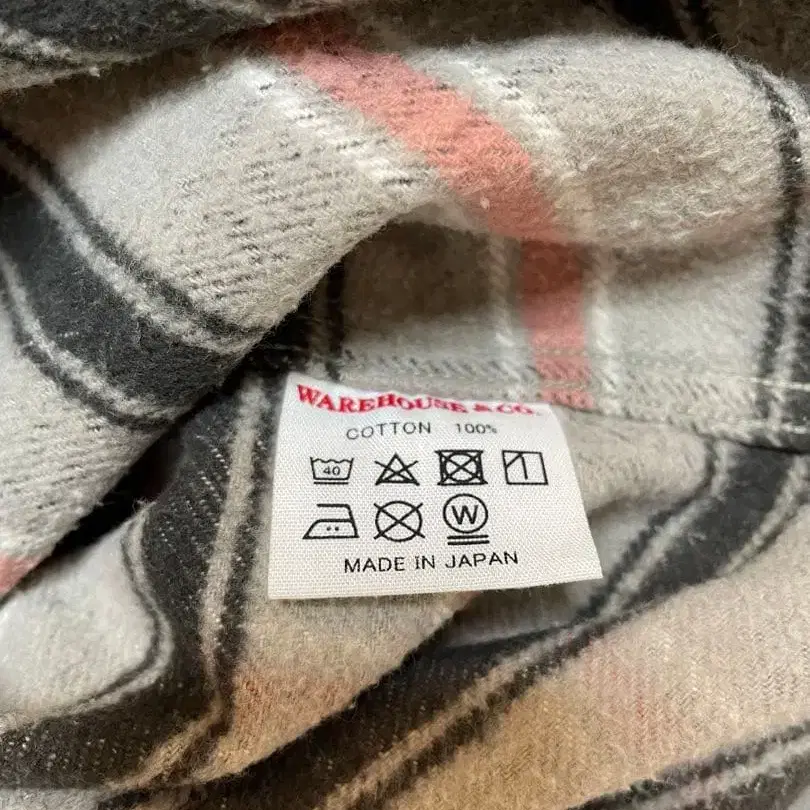 WAREHOUSE & CO.
COTTON 100%
40
W
MADE IN JAPAN